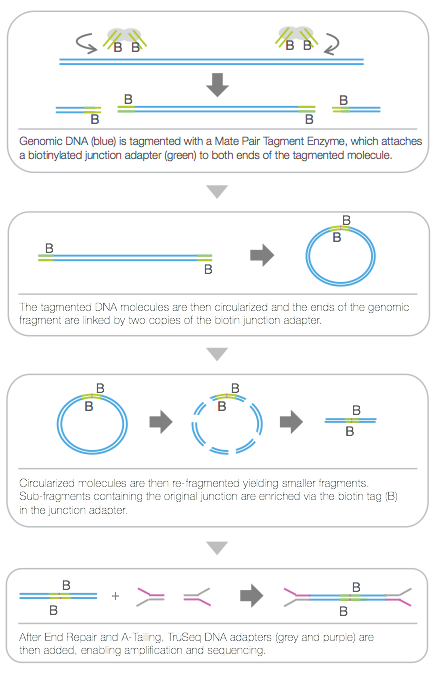 B B B B
B B
B B
Genomic DNA (blue) is tagmented with a Mate Pair Tagment Enzyme, which attaches
a biotinylated junction adapter (green) to both ends of the tagmented molecule.
B B
B
B
The tagmented DNA molecules are then circularized and the ends of the genomic
fragment are linked by two copies of the biotin junction adapter.
B B B
B B B
Circularized molecules are then re-fragmented yielding smaller fragments.
Sub-fragments containing the original junction are enriched via the biotin tag (B)
in the junction adapter.
B B
+
B B
After End Repair and A-Tailing, TruSeq DNA adapters (grey and purple) are
then added, enabling amplification and sequencing.